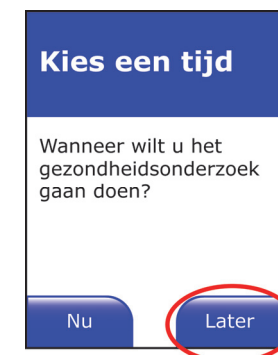 Kies een tijd
Wanneer wilt u het
gezondheidsonderzoek
gaan doen?
Nu
Later